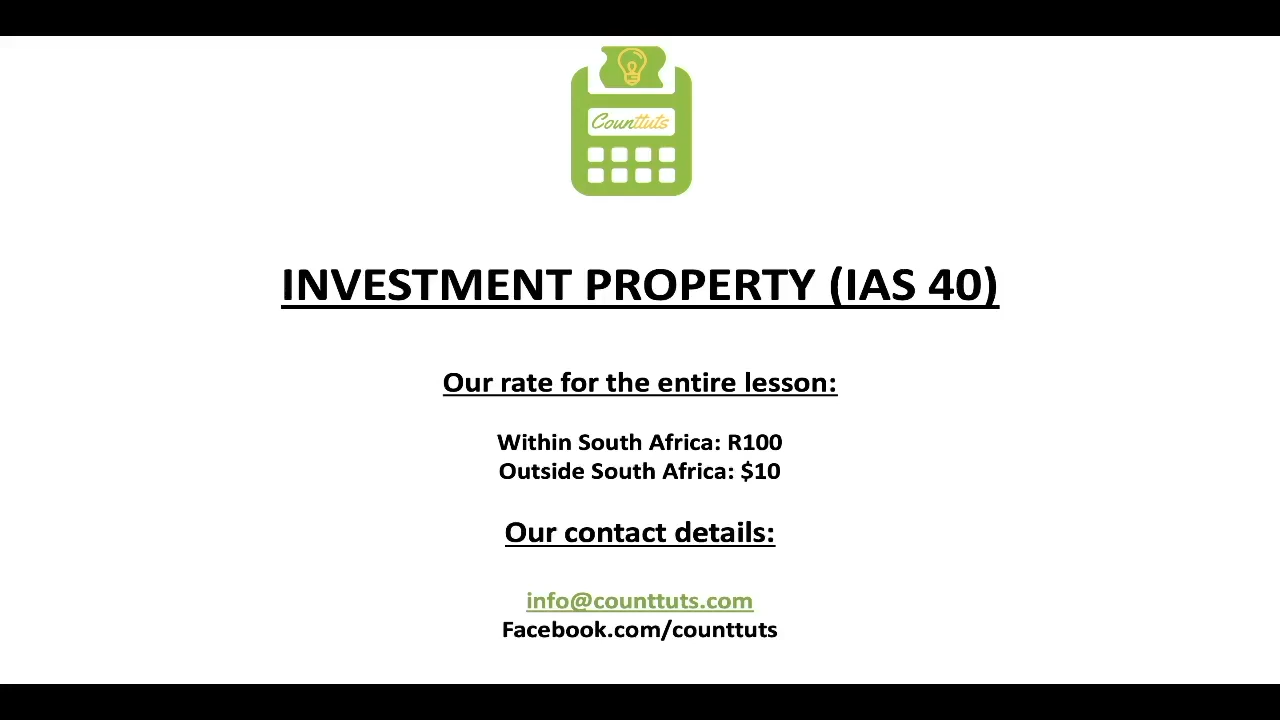 Counttuts
INVESTMENT PROPERTY (IAS 40)
Our rate for the entire lesson:
Within South Africa: R100
Outside South Africa: $10
Our contact details:
info@counttuts.com
Facebook.com/counttuts